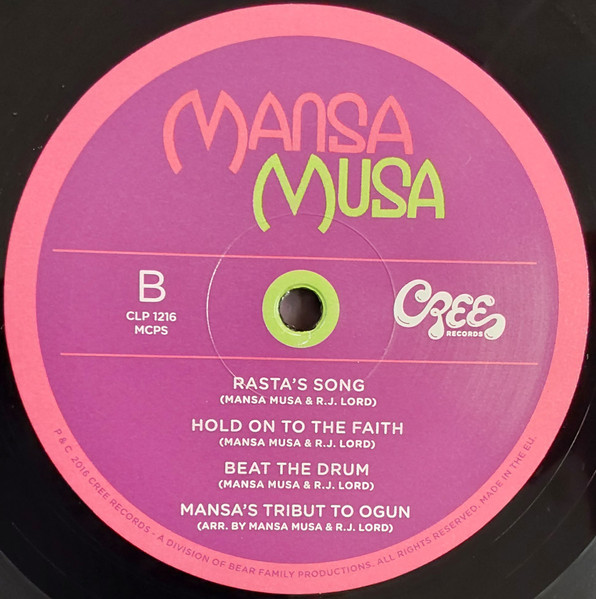 MANSA
MUSA
B
CLP 1216
MCPS
CREE
RECORDS
RASTA'S SONG
(MANSA MUSA & R.J. LORD)
HOLD ON TO THE FAITH
(MANSA MUSA & R.J. LORD)
BEAT THE DRUM
(MANSA MUSA & R.J. LORD)
MANSA'S TRIBUT TO OGUN
(ARR. BY MANSA MUSA & R.J. LORD)
P & C 2016 CREE RECORDS - A DIVISION OF BEAR FAMILY PRODUCTIONS. ALL RIGHTS RESERVED. MADE IN THE EU.